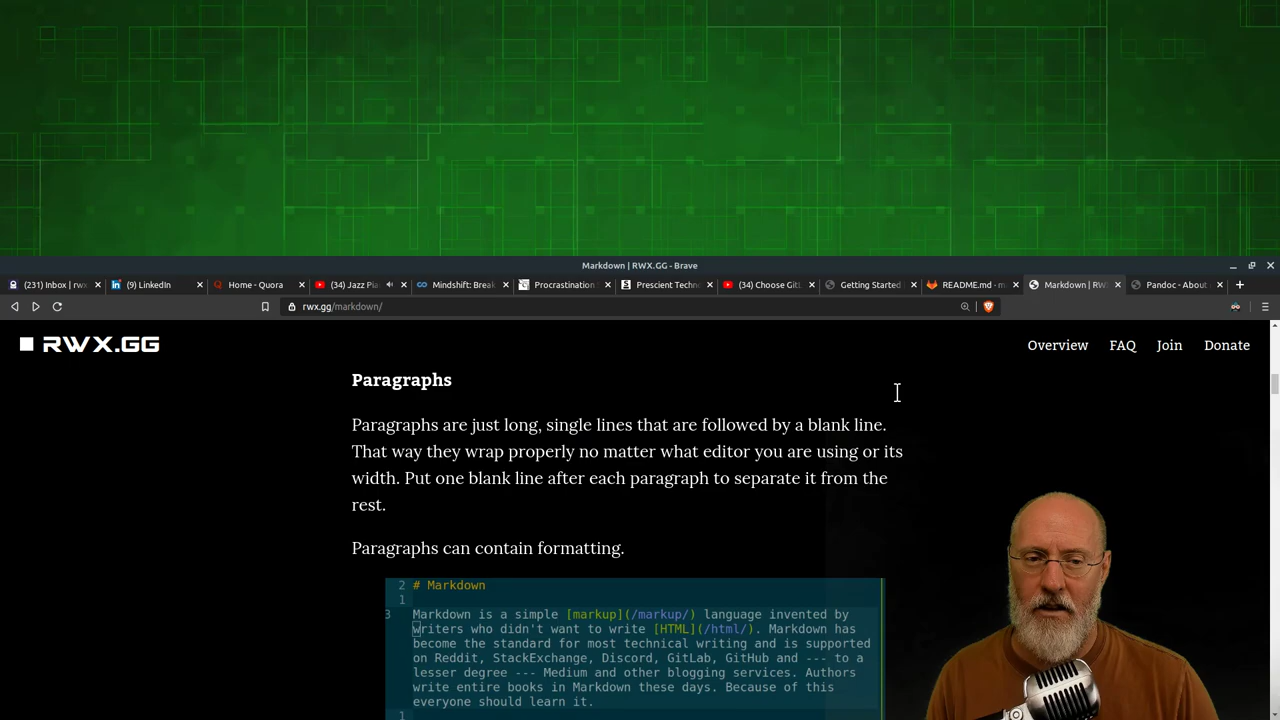 Markdown | RWX.GG - Brave
(231) Inbox | rwx
(9) LinkedIn
Home - Quora
(34) Jazz Pia
Mindshift: Break
Procrastination
Prescient Techno
(34) Choose GitL
Getting Started
README.md - m
Markdown | RW
Pandoc - About
rwx.gg/markdown/
RWX.GG
Overview FAQ Join Donate
Paragraphs
Paragraphs are just long, single lines that are followed by a blank line.
That way they wrap properly no matter what editor you are using or its
width. Put one blank line after each paragraph to separate it from the
rest.
Paragraphs can contain formatting.
2 # Markdown
1
3 Markdown is a simple [markup](/markup/) language invented by
writers who didn't want to write [HTML](/html/). Markdown has
become the standard for most technical writing and is supported
on Reddit, StackExchange, Discord, GitLab, GitHub and --- to a
lesser degree --- Medium and other blogging services. Authors
write entire books in Markdown these days. Because of this
everyone should learn it.
1